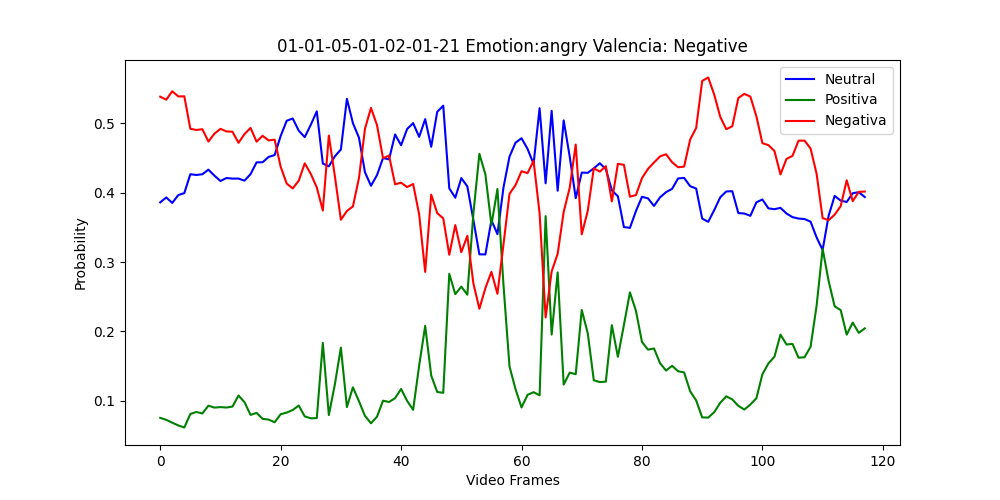 01-01-05-01-02-01-21 Emotion:angry Valencia: Negative
Neutral
Positiva
Negativa
Probability
0.5
0.4
0.3
0.2
0.1
0 20 40 60 80 100 120
Video Frames